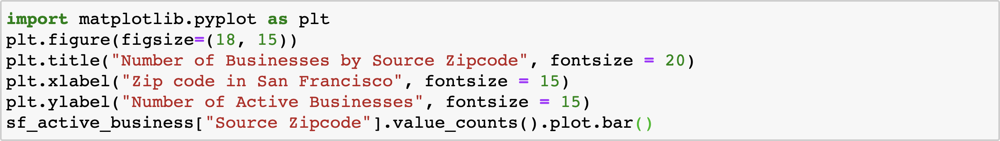 import matplotlib.pyplot as plt
plt.figure(figsize=(18, 15))
plt.title("Number of Businesses by Source Zipcode", fontsize = 20)
plt.xlabel("Zip code in San Francisco", fontsize = 15)
plt.ylabel("Number of Active Businesses", fontsize = 15)
sf_active_business["Source Zipcode"].value_counts().plot.bar()